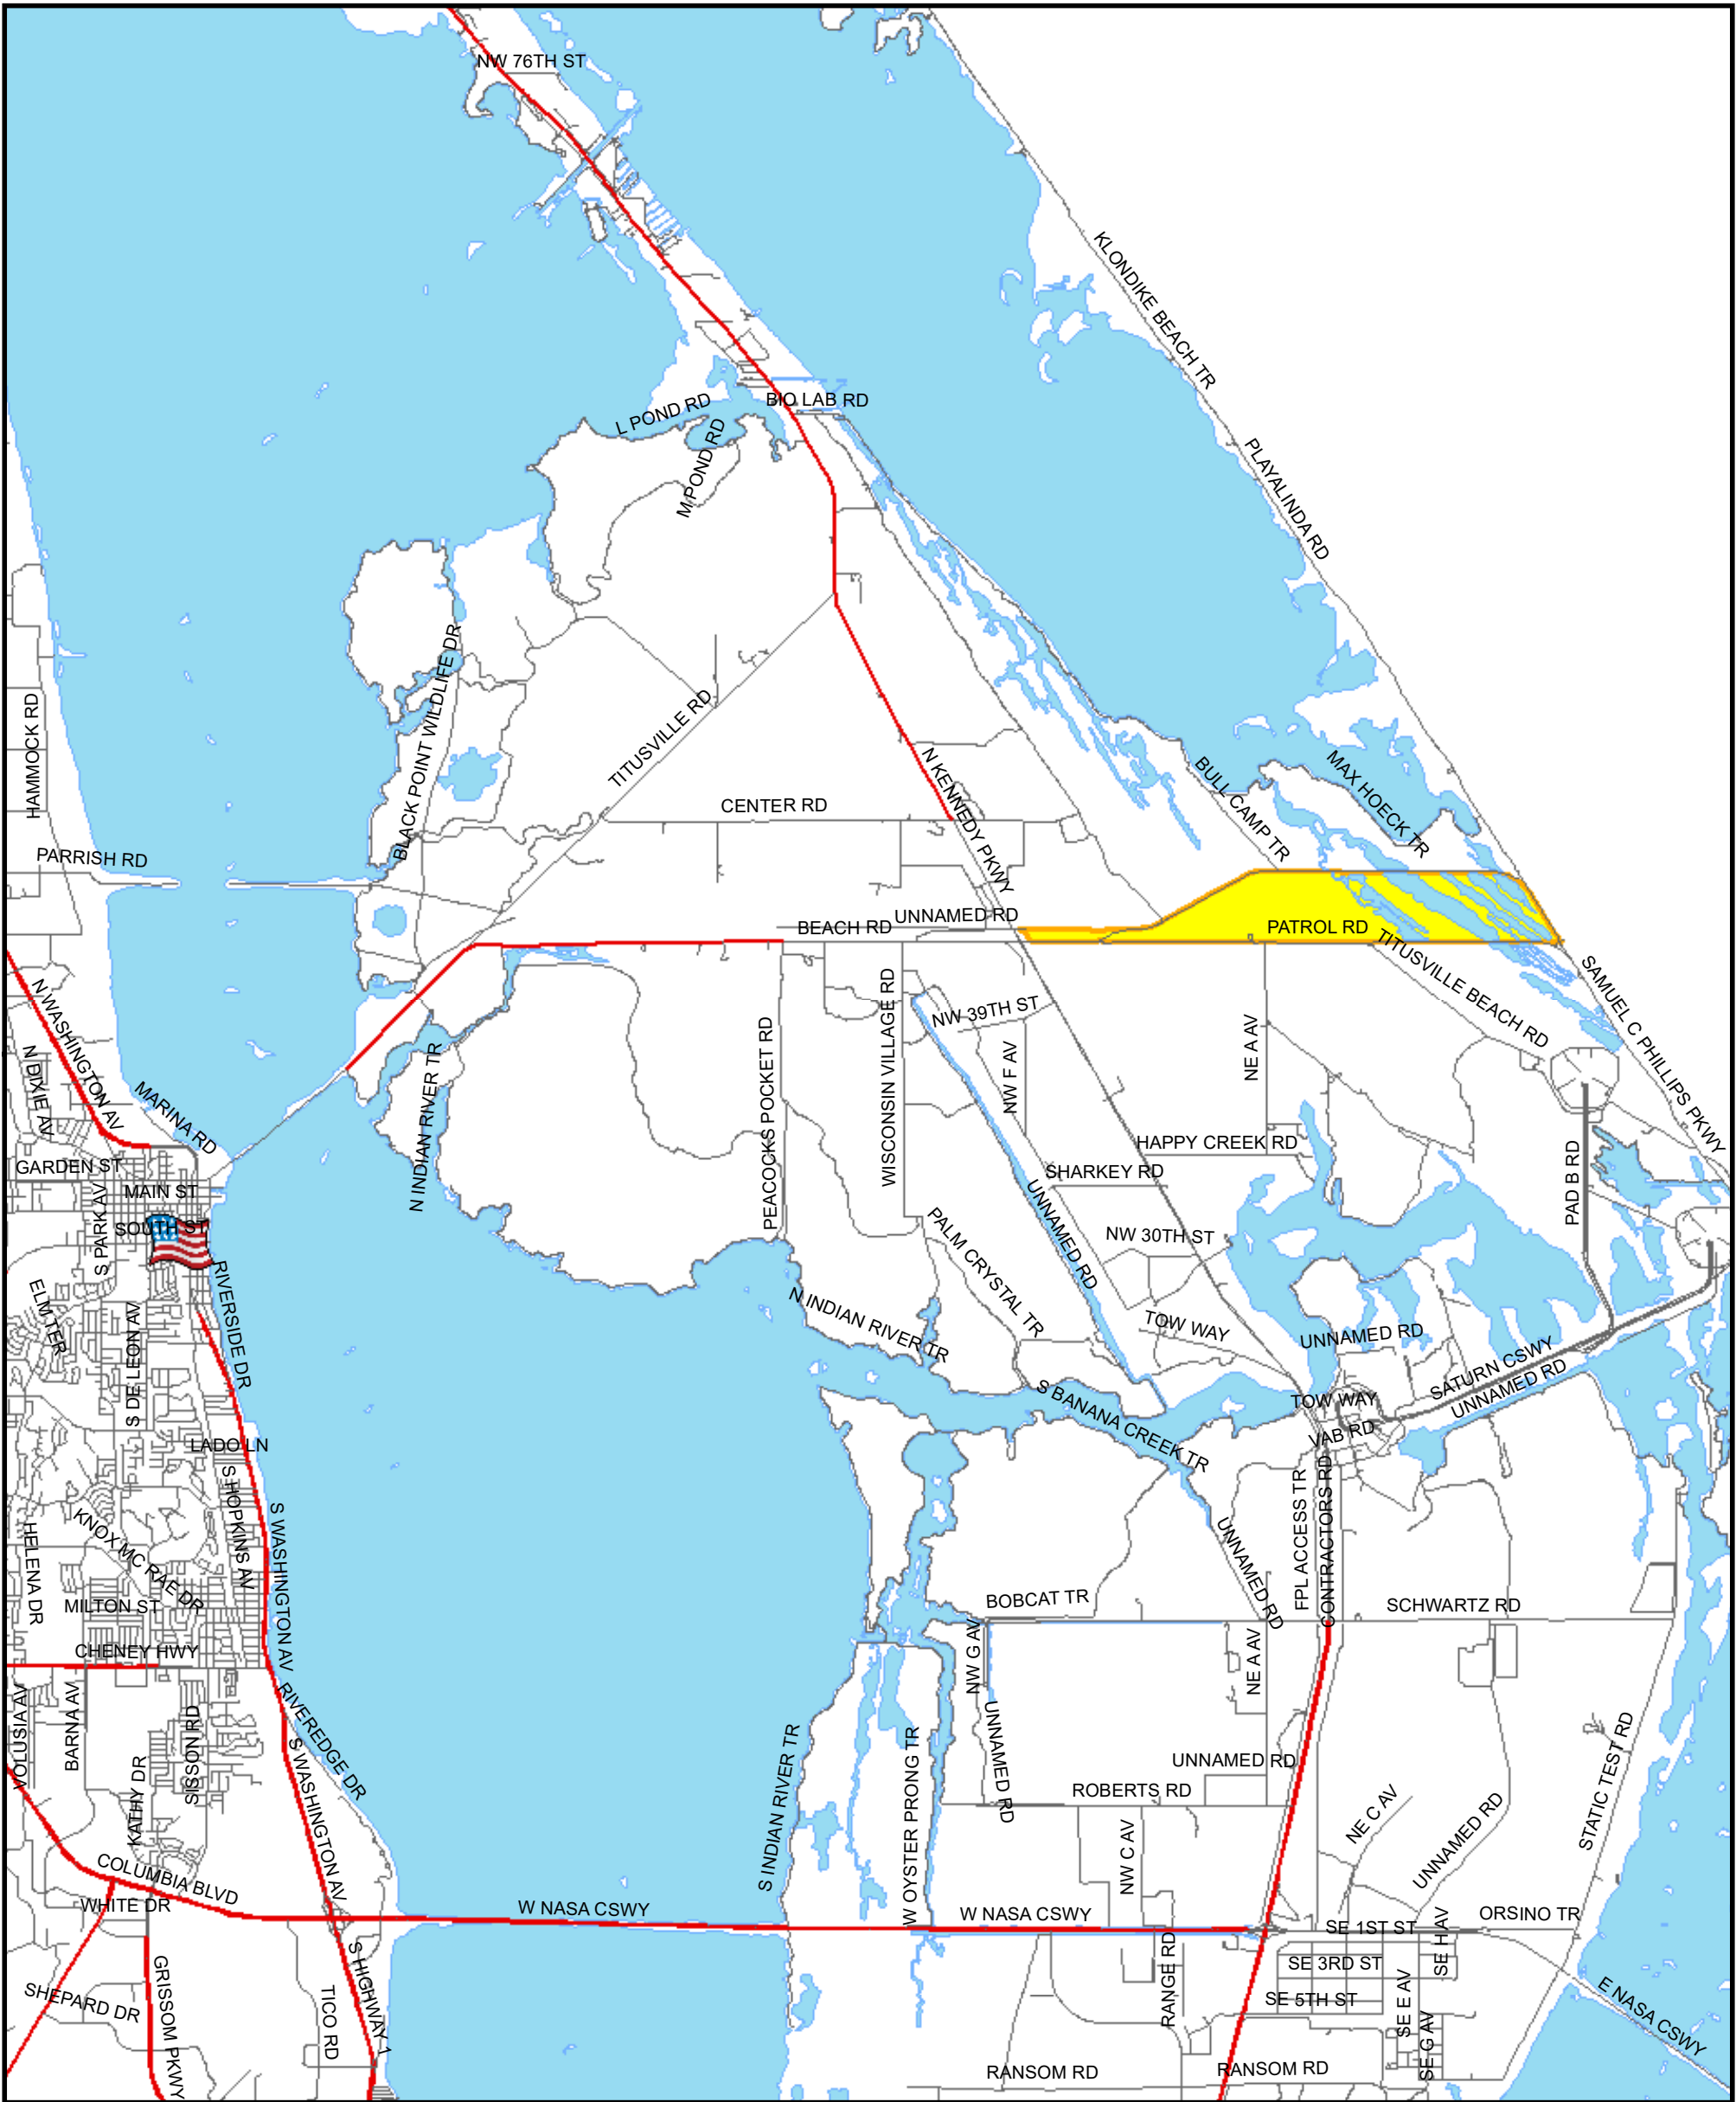 NW 76TH ST
KLONDIKE BEACH TR
BIO LAB RD
L POND RD
M POND RD
PLAYALINDA RD
BLACK POINT WILDLIFE DR
TITUSVILLE RD
HAMMOCK RD
N KENNEDY PKWY
BULL CAMP TR
MAX HOECK TR
CENTER RD
PARRISH RD
UNNAMED RD
BEACH RD
PATROL RD
TITUSVILLE BEACH RD
SAMUEL C PHILLIPS PKWY
N WASHINGTON AV
N DIXIE AV
MARINA RD
N INDIAN RIVER TR
PEACOCKS POCKET RD
WISCONSIN VILLAGE RD
NW 39TH ST
NW F AV
NE A AV
HAPPY CREEK RD
SHARKEY RD
PAD B RD
GARDEN ST
MAIN ST
SOUTH ST
S PARK AV
UNNAMED RD
PALM CRYSTAL TR
NW 30TH ST
RIVERSIDE DR
ELM TER
S DE LEON AV
N INDIAN RIVER TR
TOW WAY
UNNAMED RD
SATURN CSWY
UNNAMED RD
S BANANA CREEK TR
TOW WAY
VAB RD
LADO LN
S HOPKINS AV
S WASHINGTON AV
KNOX MC RAE DR
HELENA DR
MILTON ST
CHENEY HWY
FPL ACCESS TR
CONTRACTORS RD
UNNAMED RD
BOBCAT TR
SCHWARTZ RD
NW G AV
NE A AV
VOLUSIA AV
BARNA AV
SISSON RD
KATHY DR
RIVEREDGE DR
S WASHINGTON AV
S INDIAN RIVER TR
W OYSTER PRONG TR
UNNAMED RD
UNNAMED RD
ROBERTS RD
NE C AV
UNNAMED RD
STATIC TEST RD
NW C AV
COLUMBIA BLVD
WHITE DR
W NASA CSWY
W NASA CSWY
SE 1ST ST
SE H AV
ORSINO TR
SE 3RD ST
SE 5TH ST
RANGE RD
SE E AV
SE G AV
E NASA CSWY
SHEPARD DR
GRISSOM PKWY
TICO RD
S HIGHWAY 1
RANSOM RD
RANSOM RD